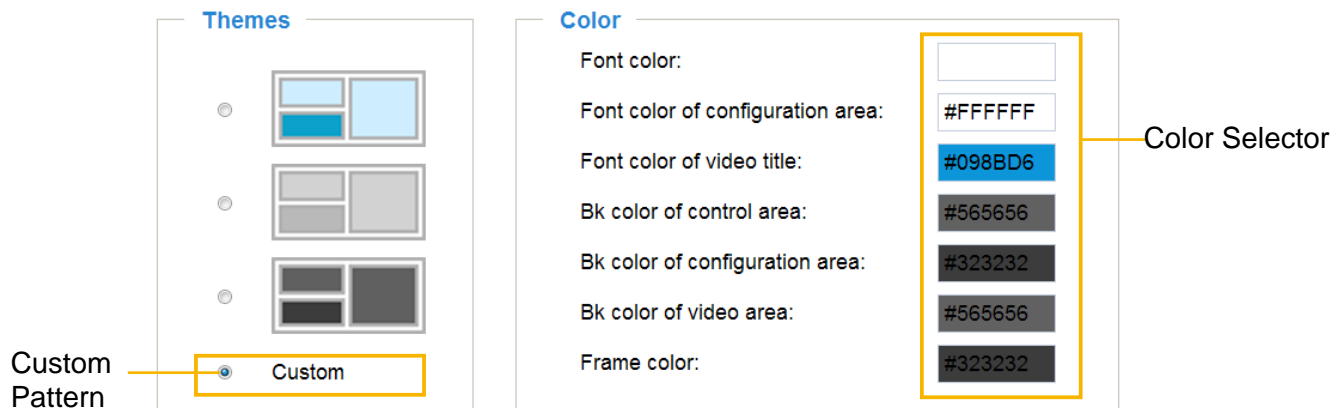 Themes
Custom
Custom
Pattern
Color
Font color:
Font color of configuration area: #FFFFFF
Font color of video title: #098BD6
Bk color of control area: #565656
Bk color of configuration area: #323232
Bk color of video area: #565656
Frame color: #323232
Color Selector